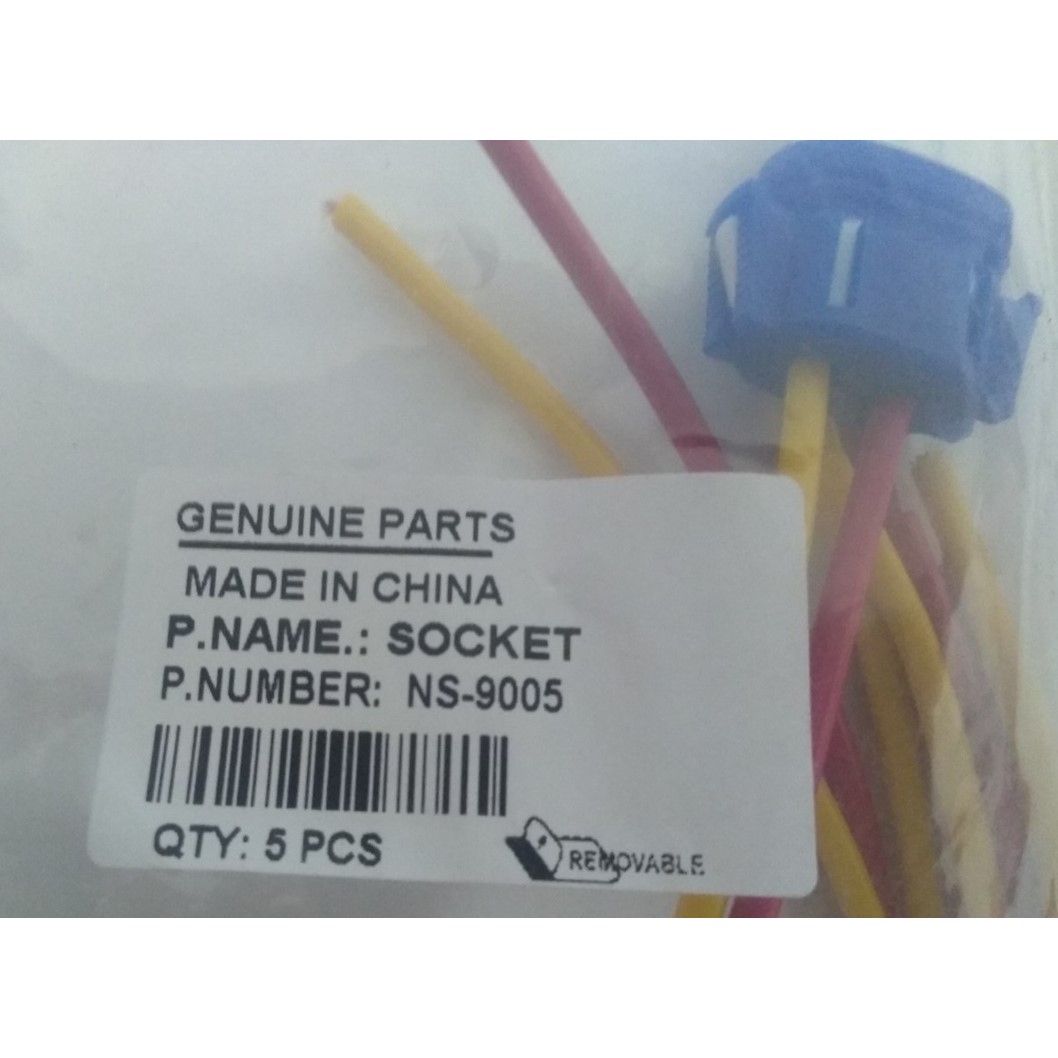 GENUINE PARTS
MADE IN CHINA
P.NAME.: SOCKET
P.NUMBER: NS-9005
QTY: 5 PCS
REMOVABLE